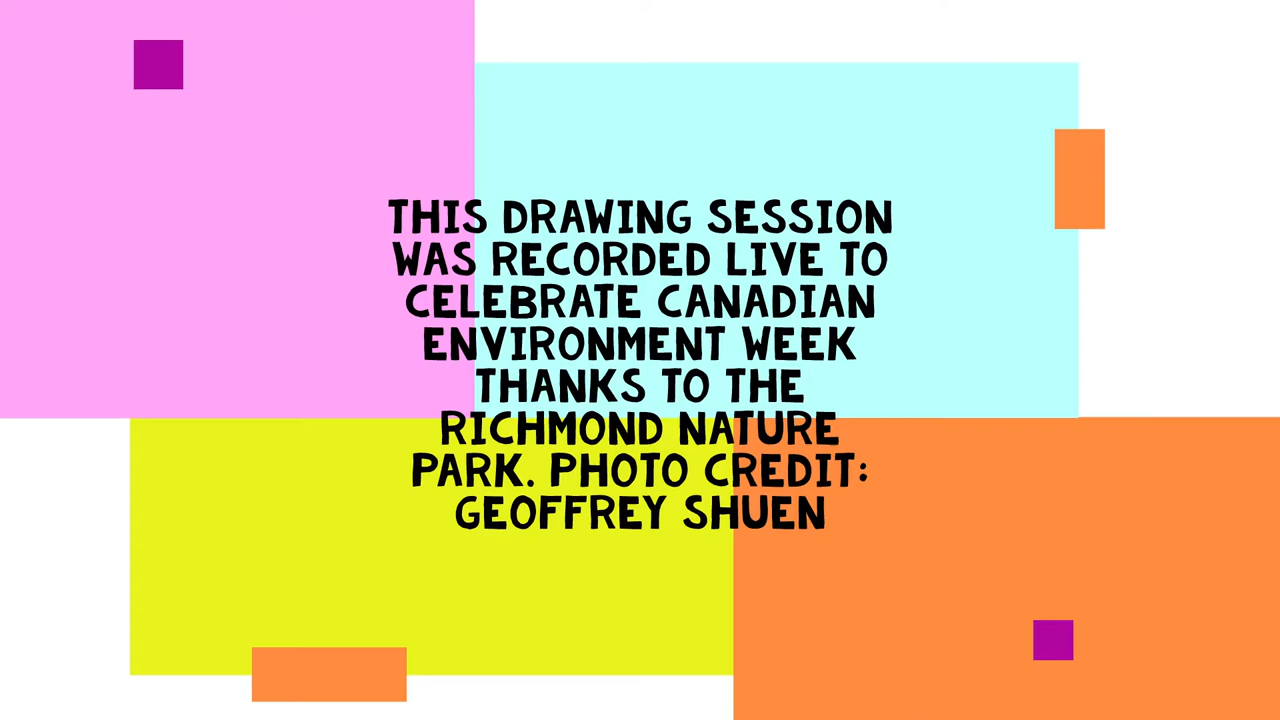 THIS DRAWING SESSION
WAS RECORDED LIVE TO
CELEBRATE CANADIAN
ENVIRONMENT WEEK
THANKS TO THE
RICHMOND NATURE
PARK. PHOTO CREDIT:
GEOFFREY SHUEN